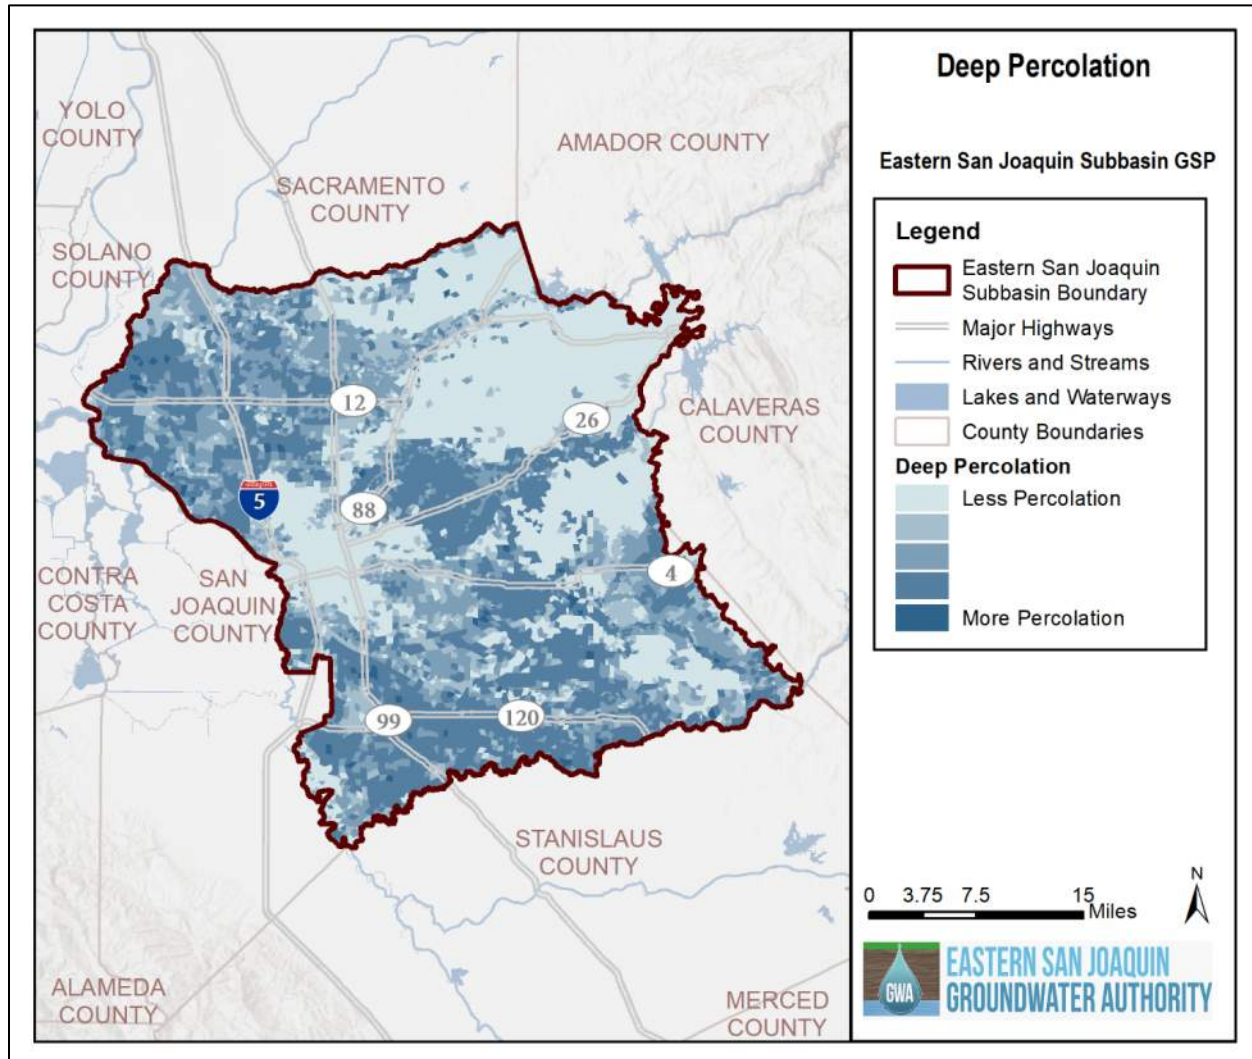 YOLO
COUNTY
AMADOR COUNTY
SACRAMENTO
COUNTY
SOLANO
COUNTY
12
26
CALAVERAS
COUNTY
5
88
4
CONTRA
COSTA
COUNTY
SAN
JOAQUIN
COUNTY
99
120
STANISLAUS
COUNTY
ALAMEDA
COUNTY
MERCED
COUNTY
Deep Percolation
Eastern San Joaquin Subbasin GSP
Legend
Eastern San Joaquin
Subbasin Boundary
Major Highways
Rivers and Streams
Lakes and Waterways
County Boundaries
Deep Percolation
Less Percolation
More Percolation
N
0 3.75 7.5 15
Miles
GWA
EASTERN SAN JOAQUIN
GROUNDWATER AUTHORITY